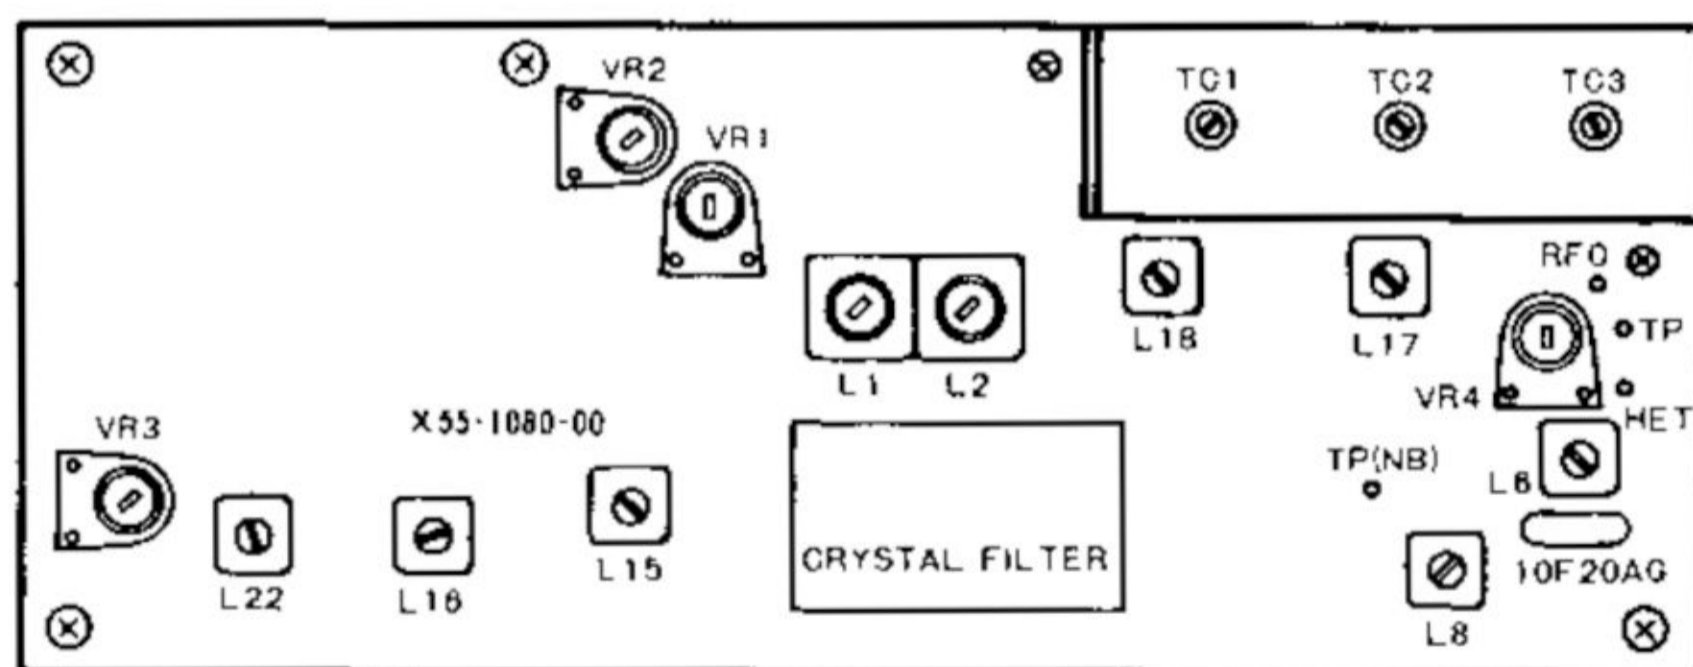 VR2
TC1 TC2 TC3
VR1
RFO
TP
L18 L17
L1 L2
VR4
HET
VR3
X55-1080-00
TP(NB)
L6
CRYSTAL FILTER
L15
10F20AG
L22 L16
L8